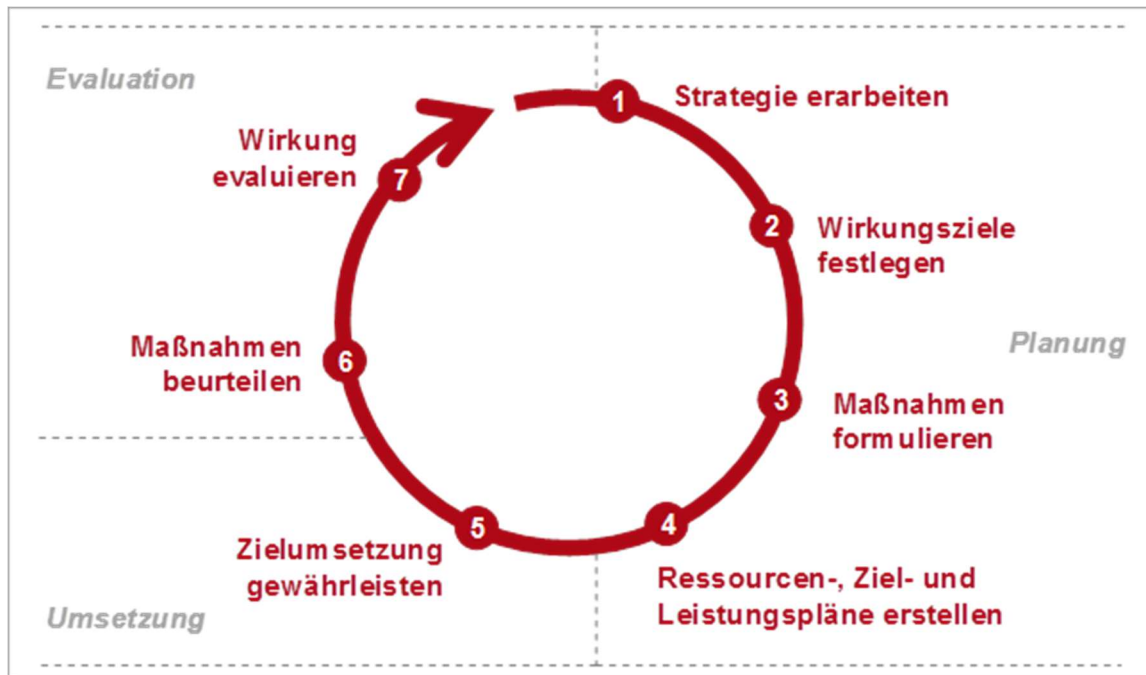 Evaluation
1
Strategie erarbeiten
Wirkung
evaluieren
7
2
Wirkungsziele
festlegen
Maßnahmen
beurteilen
6
Planung
3
Maßnahmen
formulieren
5
4
Zielumsetzung
gewährleisten
Ressourcen-, Ziel- und
Leistungspläne erstellen
Umsetzung